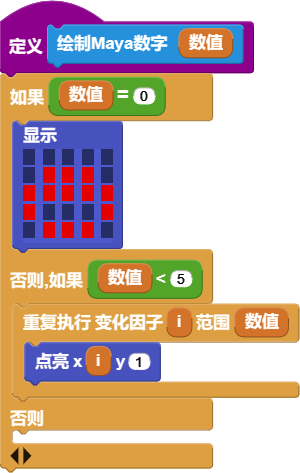 定义 绘制Maya数字 数值
如果 数值 = 0
显示
否则,如果 数值 < 5
重复执行 变化因子 i 范围 数值
点亮 x i y 1
否则